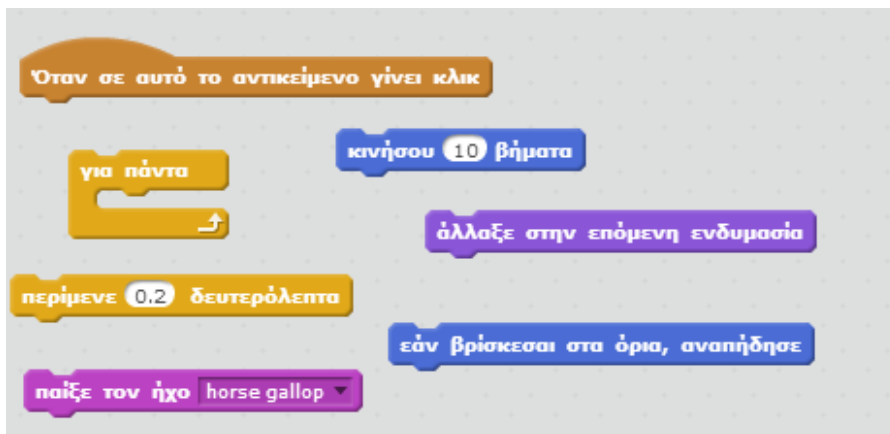 Όταν σε αυτό το αντικείμενο γίνει κλικ
κινήσου 10 βήματα
για πάντα
άλλαξε στην επόμενη ενδυμασία
περίμενε 0.2 δευτερόλεπτα
εάν βρίσκεσαι στα όρια, αναπήδησε
παίξε τον ήχο horse gallop